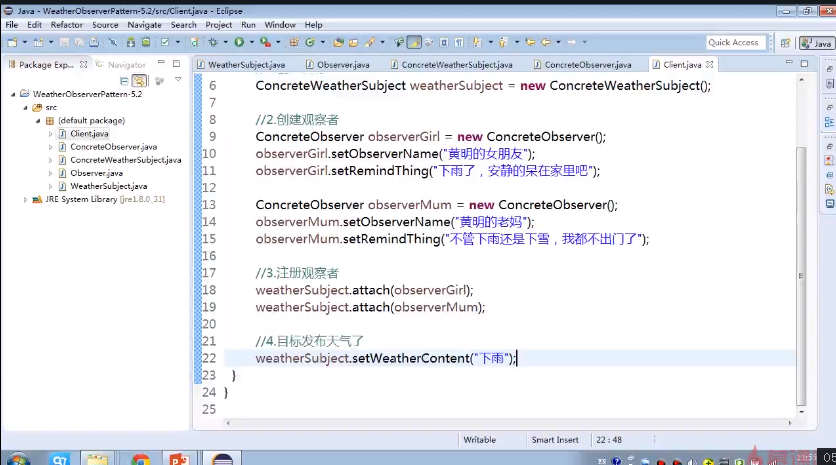 Java - WeatherObserverPattern-5.2/src/Client.java - Eclipse
File Edit Refactor Source Navigate Search Project Run Window Help
Quick Access
Java
Package Exp...
Navigator
WeatherSubject.java
Observer.java
ConcreteWeatherSubject.java
ConcreteObserver.java
Client.java
WeatherObserverPattern-5.2
src
(default package)
Client.java
ConcreteObserver.java
ConcreteWeatherSubject.java
Observer.java
WeatherSubject.java
JRE System Library [jre1.8.0_31]
6 ConcreteWeatherSubject weatherSubject = new ConcreteWeatherSubject();
7
8 //2.创建观察者
9 ConcreteObserver observerGirl = new ConcreteObserver();
10 observerGirl.setObserverName("黄明的女朋友");
11 observerGirl.setRemindThing("下雨了，安静的呆在家里吧");
12
13 ConcreteObserver observerMum = new ConcreteObserver();
14 observerMum.setObserverName("黄明的老妈");
15 observerMum.setRemindThing("不管下雨还是下雪，我都不出门了");
16
17 //3.注册观察者
18 weatherSubject.attach(observerGirl);
19 weatherSubject.attach(observerMum);
20
21 //4.目标发布天气了
22 weatherSubject.setWeatherContent("下雨");
23 }
24 }
25
Writable
Smart Insert
22 : 48